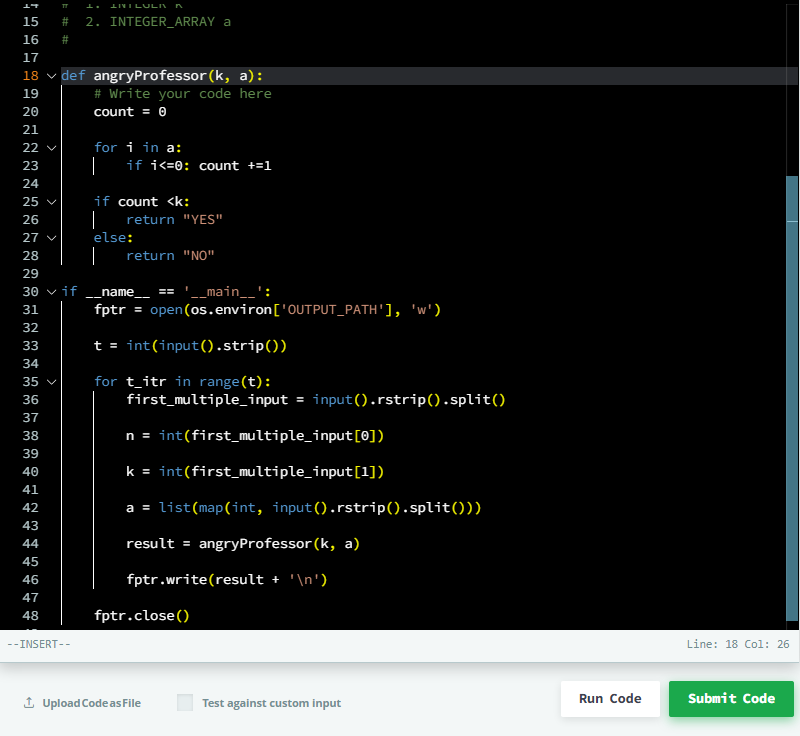 14 #  1. INTEGER k
15 #  2. INTEGER_ARRAY a
16 #
17
18 def angryProfessor(k, a):
19     # Write your code here
20     count = 0
21
22     for i in a:
23         if i<=0: count +=1
24
25     if count <k:
26         return "YES"
27     else:
28         return "NO"
29
30 if __name__ == '__main__':
31     fptr = open(os.environ['OUTPUT_PATH'], 'w')
32
33     t = int(input().strip())
34
35     for t_itr in range(t):
36         first_multiple_input = input().rstrip().split()
37
38         n = int(first_multiple_input[0])
39
40         k = int(first_multiple_input[1])
41
42         a = list(map(int, input().rstrip().split()))
43
44         result = angryProfessor(k, a)
45
46         fptr.write(result + '\n')
47
48     fptr.close()
--INSERT-- Line: 18 Col: 26
Upload Code as File Test against custom input Run Code Submit Code